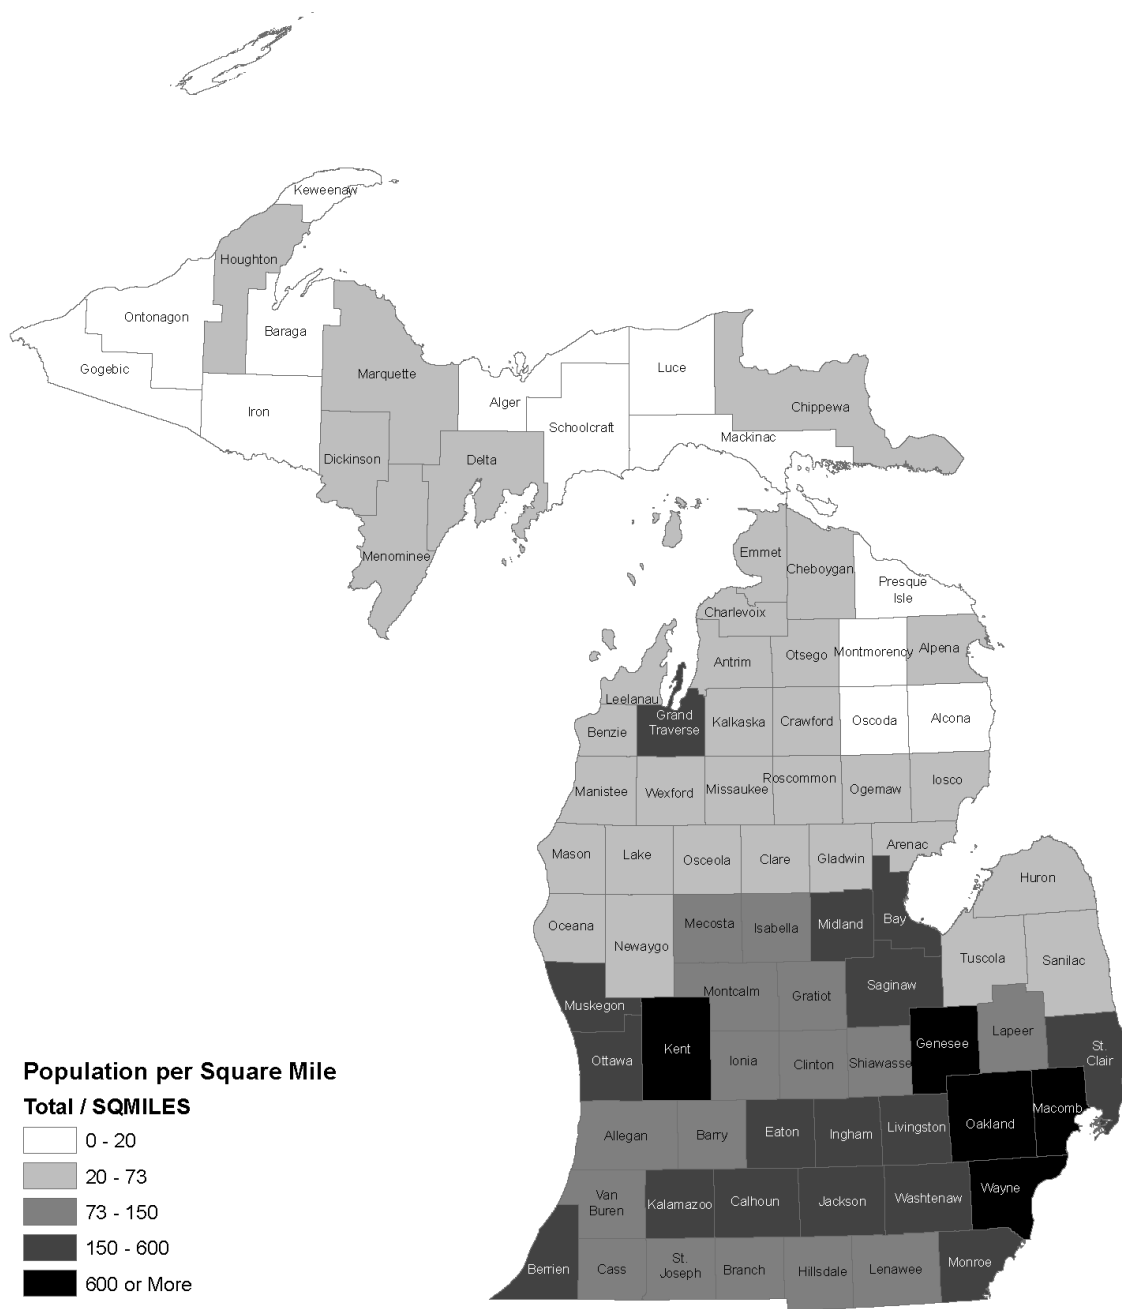 Keweenaw
Houghton
Ontonagon
Baraga
Gogebic
Marquette
Luce
Iron
Alger
Chippewa
Schoolcraft
Mackinac
Dickinson
Delta
Menominee
Emmet
Cheboygan
Presque
Isle
Charlevoix
Antrim
Otsego
Montmorency
Alpena
Leelanau
Grand
Traverse
Benzie
Kalkaska
Crawford
Oscoda
Alcona
Manistee
Wexford
Missaukee
Roscommon
Ogemaw
Iosco
Mason
Lake
Osceola
Clare
Gladwin
Arenac
Huron
Oceana
Newaygo
Mecosta
Isabella
Midland
Bay
Tuscola
Sanilac
Muskegon
Montcalm
Gratiot
Saginaw
Lapeer
Ottawa
Kent
Ionia
Clinton
Shiawasse
Genesee
St.
Clair
Allegan
Barry
Eaton
Ingham
Livingston
Oakland
Macomb
Van
Buren
Kalamazoo
Calhoun
Jackson
Washtenaw
Wayne
Berrien
Cass
St.
Joseph
Branch
Hillsdale
Lenawee
Monroe
Population per Square Mile
Total / SQMILES
0 - 20
20 - 73
73 - 150
150 - 600
600 or More